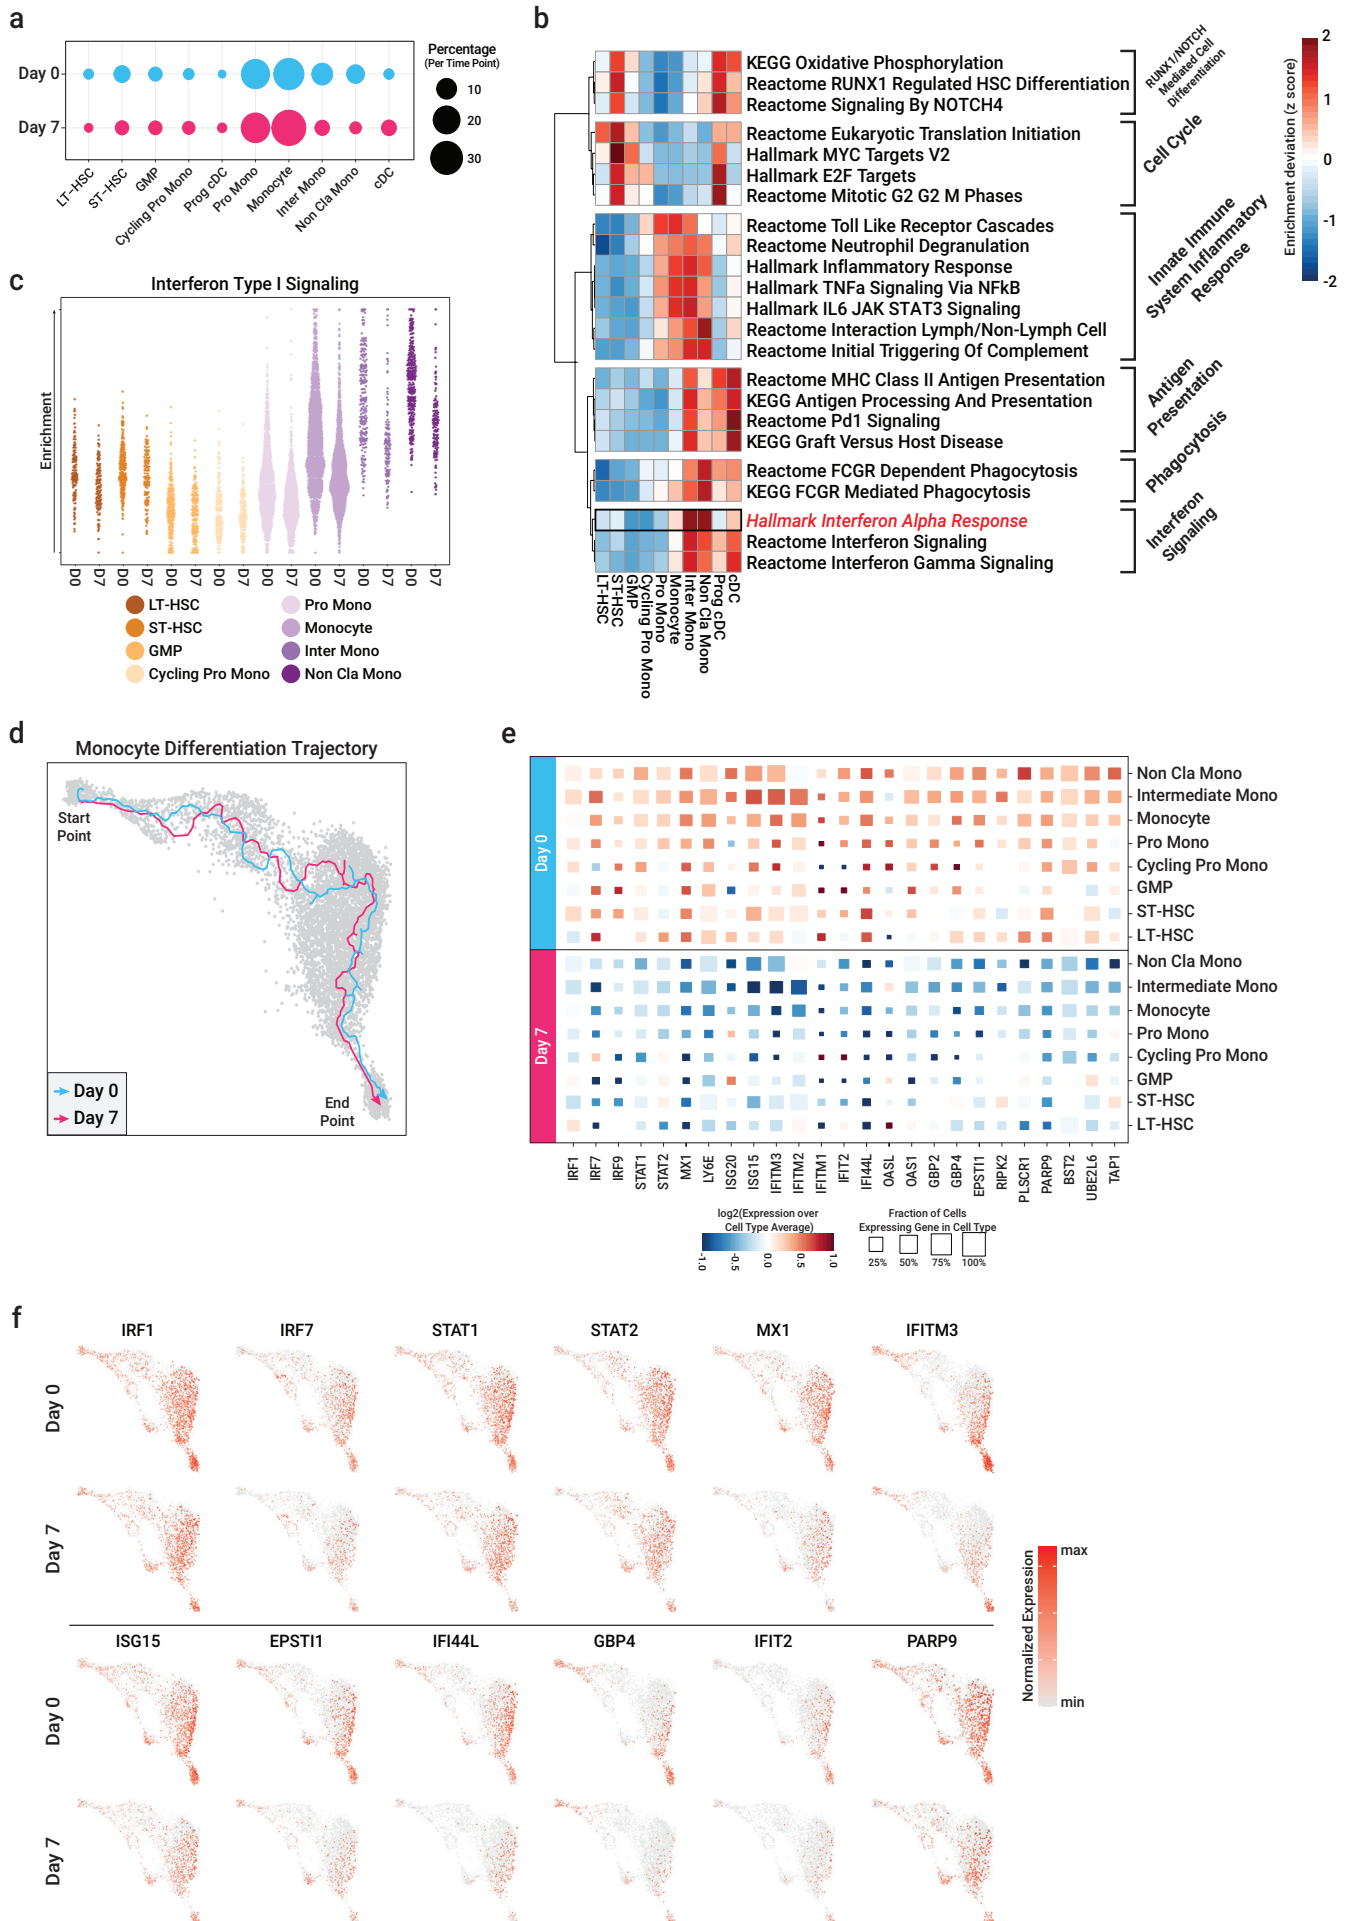 a
Percentage
(Per Time Point)
Day 0
Day 7
10
20
30
LT-HSC
ST-HSC
GMP
Cycling Pro Mono
Prog cDC
Pro Mono
Monocyte
Inter Mono
Non Cla Mono
cDC
b
KEGG Oxidative Phosphorylation
Reactome RUNX1 Regulated HSC Differentiation
Reactome Signaling By NOTCH4
Reactome Eukaryotic Translation Initiation
Hallmark MYC Targets V2
Hallmark E2F Targets
Reactome Mitotic G2 G2 M Phases
Reactome Toll Like Receptor Cascades
Reactome Neutrophil Degranulation
Hallmark Inflammatory Response
Hallmark TNFa Signaling Via NFkB
Hallmark IL6 JAK STAT3 Signaling
Reactome Interaction Lymph/Non-Lymph Cell
Reactome Initial Triggering Of Complement
Reactome MHC Class II Antigen Presentation
KEGG Antigen Processing And Presentation
Reactome Pd1 Signaling
KEGG Graft Versus Host Disease
Reactome FCGR Dependent Phagocytosis
KEGG FCGR Mediated Phagocytosis
Hallmark Interferon Alpha Response
Reactome Interferon Signaling
Reactome Interferon Gamma Signaling
RUNX1/NOTCH
Mediated Cell
Differentiation
Cell Cycle
Innate Immune
System Inflammatory
Response
Antigen
Presentation
Phagocytosis
Interferon
Signaling
LT-HSC
ST-HSC
GMP
Cycling Pro Mono
Pro Mono
Monocyte
Inter Mono
Non Cla Mono
Prog cDC
cDC
Enrichment deviation (z score)
2
1
0
-1
-2
c
Interferon Type I Signaling
Enrichment
D0
D7
D0
D7
D0
D7
D0
D7
D0
D7
D0
D7
D0
D7
D0
D7
LT-HSC
ST-HSC
GMP
Cycling Pro Mono
Pro Mono
Monocyte
Inter Mono
Non Cla Mono
d
Monocyte Differentiation Trajectory
Start
Point
End
Point
Day 0
Day 7
e
Day 0
Day 7
Non Cla Mono
Intermediate Mono
Monocyte
Pro Mono
Cycling Pro Mono
GMP
ST-HSC
LT-HSC
Non Cla Mono
Intermediate Mono
Monocyte
Pro Mono
Cycling Pro Mono
GMP
ST-HSC
LT-HSC
IRF1
IRF7
IRF9
STAT1
STAT2
MX1
LY6E
ISG20
ISG15
IFITM3
IFITM2
IFITM1
IFIT2
IFI44L
OASL
OAS1
GBP2
GBP4
EPSTI1
RIPK2
PLSCR1
PARP9
BST2
UBE2L6
TAP1
log2(Expression over
Cell Type Average)
-1.0
-0.5
0.0
0.5
1.0
Fraction of Cells
Expressing Gene in Cell Type
25%
50%
75%
100%
f
IRF1
IRF7
STAT1
STAT2
MX1
IFITM3
Day 0
Day 7
ISG15
EPSTI1
IFI44L
GBP4
IFIT2
PARP9
Day 0
Day 7
Normalized Expression
max
min